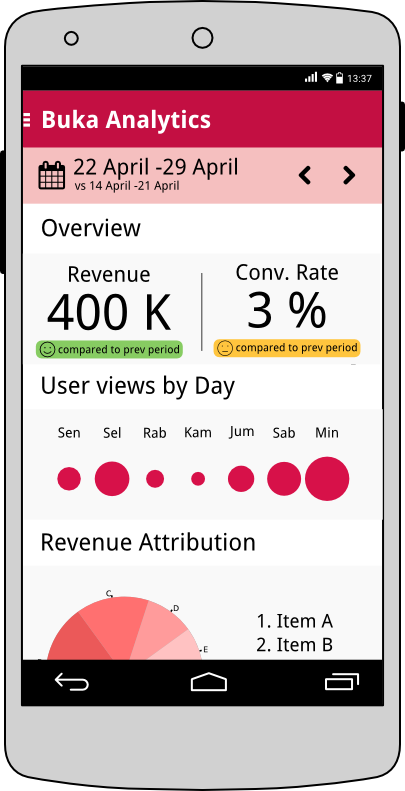 13:37
Buka Analytics
22 April -29 April
vs 14 April -21 April
Overview
Revenue
400 K
compared to prev period
Conv. Rate
3 %
compared to prev period
User views by Day
Sen Sel Rab Kam Jum Sab Min
Revenue Attribution
C
D
E
1. Item A
2. Item B